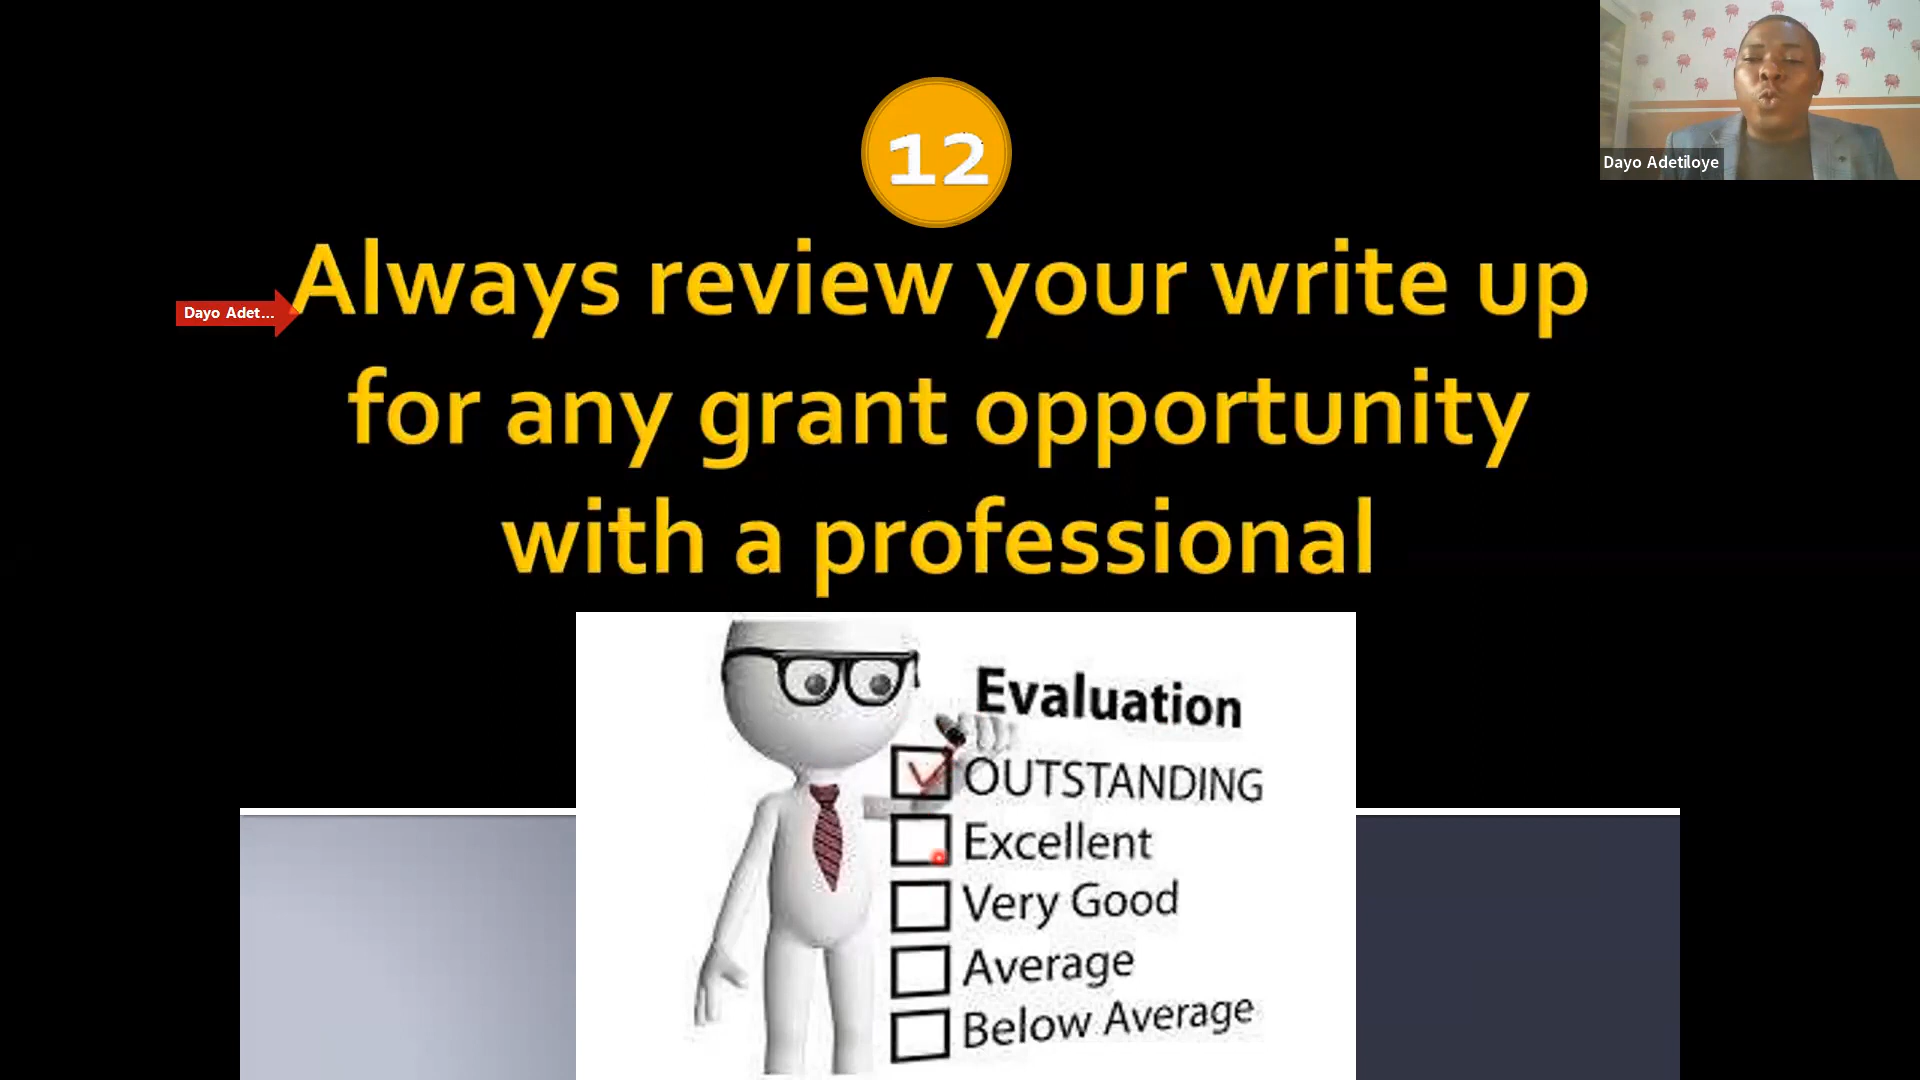 12
Always review your write up
for any grant opportunity
with a professional
Dayo Adet...
Dayo Adetiloye
Evaluation
OUTSTANDING
Excellent
Very Good
Average
Below Average